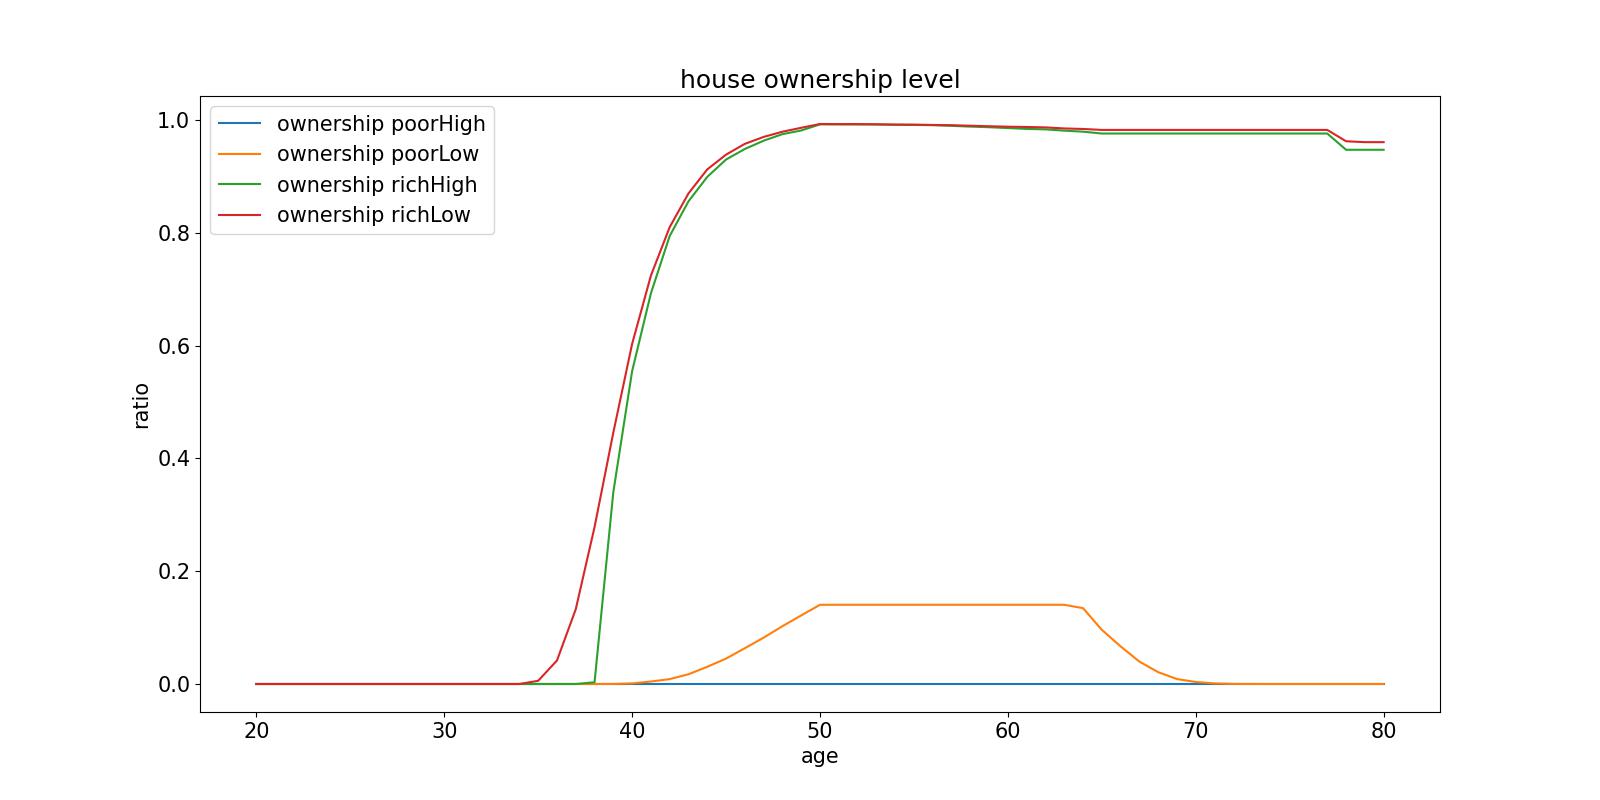 house ownership level
1.0
0.8
0.6
0.4
0.2
0.0
ratio
ownership poorHigh
ownership poorLow
ownership richHigh
ownership richLow
20 30 40 50 60 70 80
age